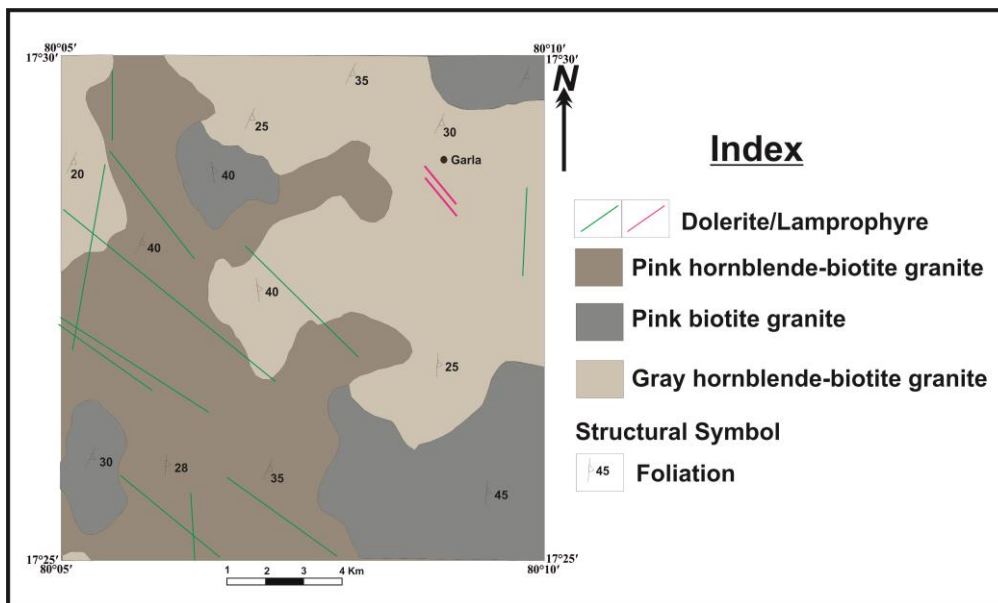 80°05′
80°10′
17°30′
17°30′
N
35
25
30
Garla
20
40
40
40
25
30
28
35
45
17°25′
17°25′
80°05′
80°10′
1 2 3 4 Km
Index
Dolerite/Lamprophyre
Pink hornblende-biotite granite
Pink biotite granite
Gray hornblende-biotite granite
Structural Symbol
45 Foliation